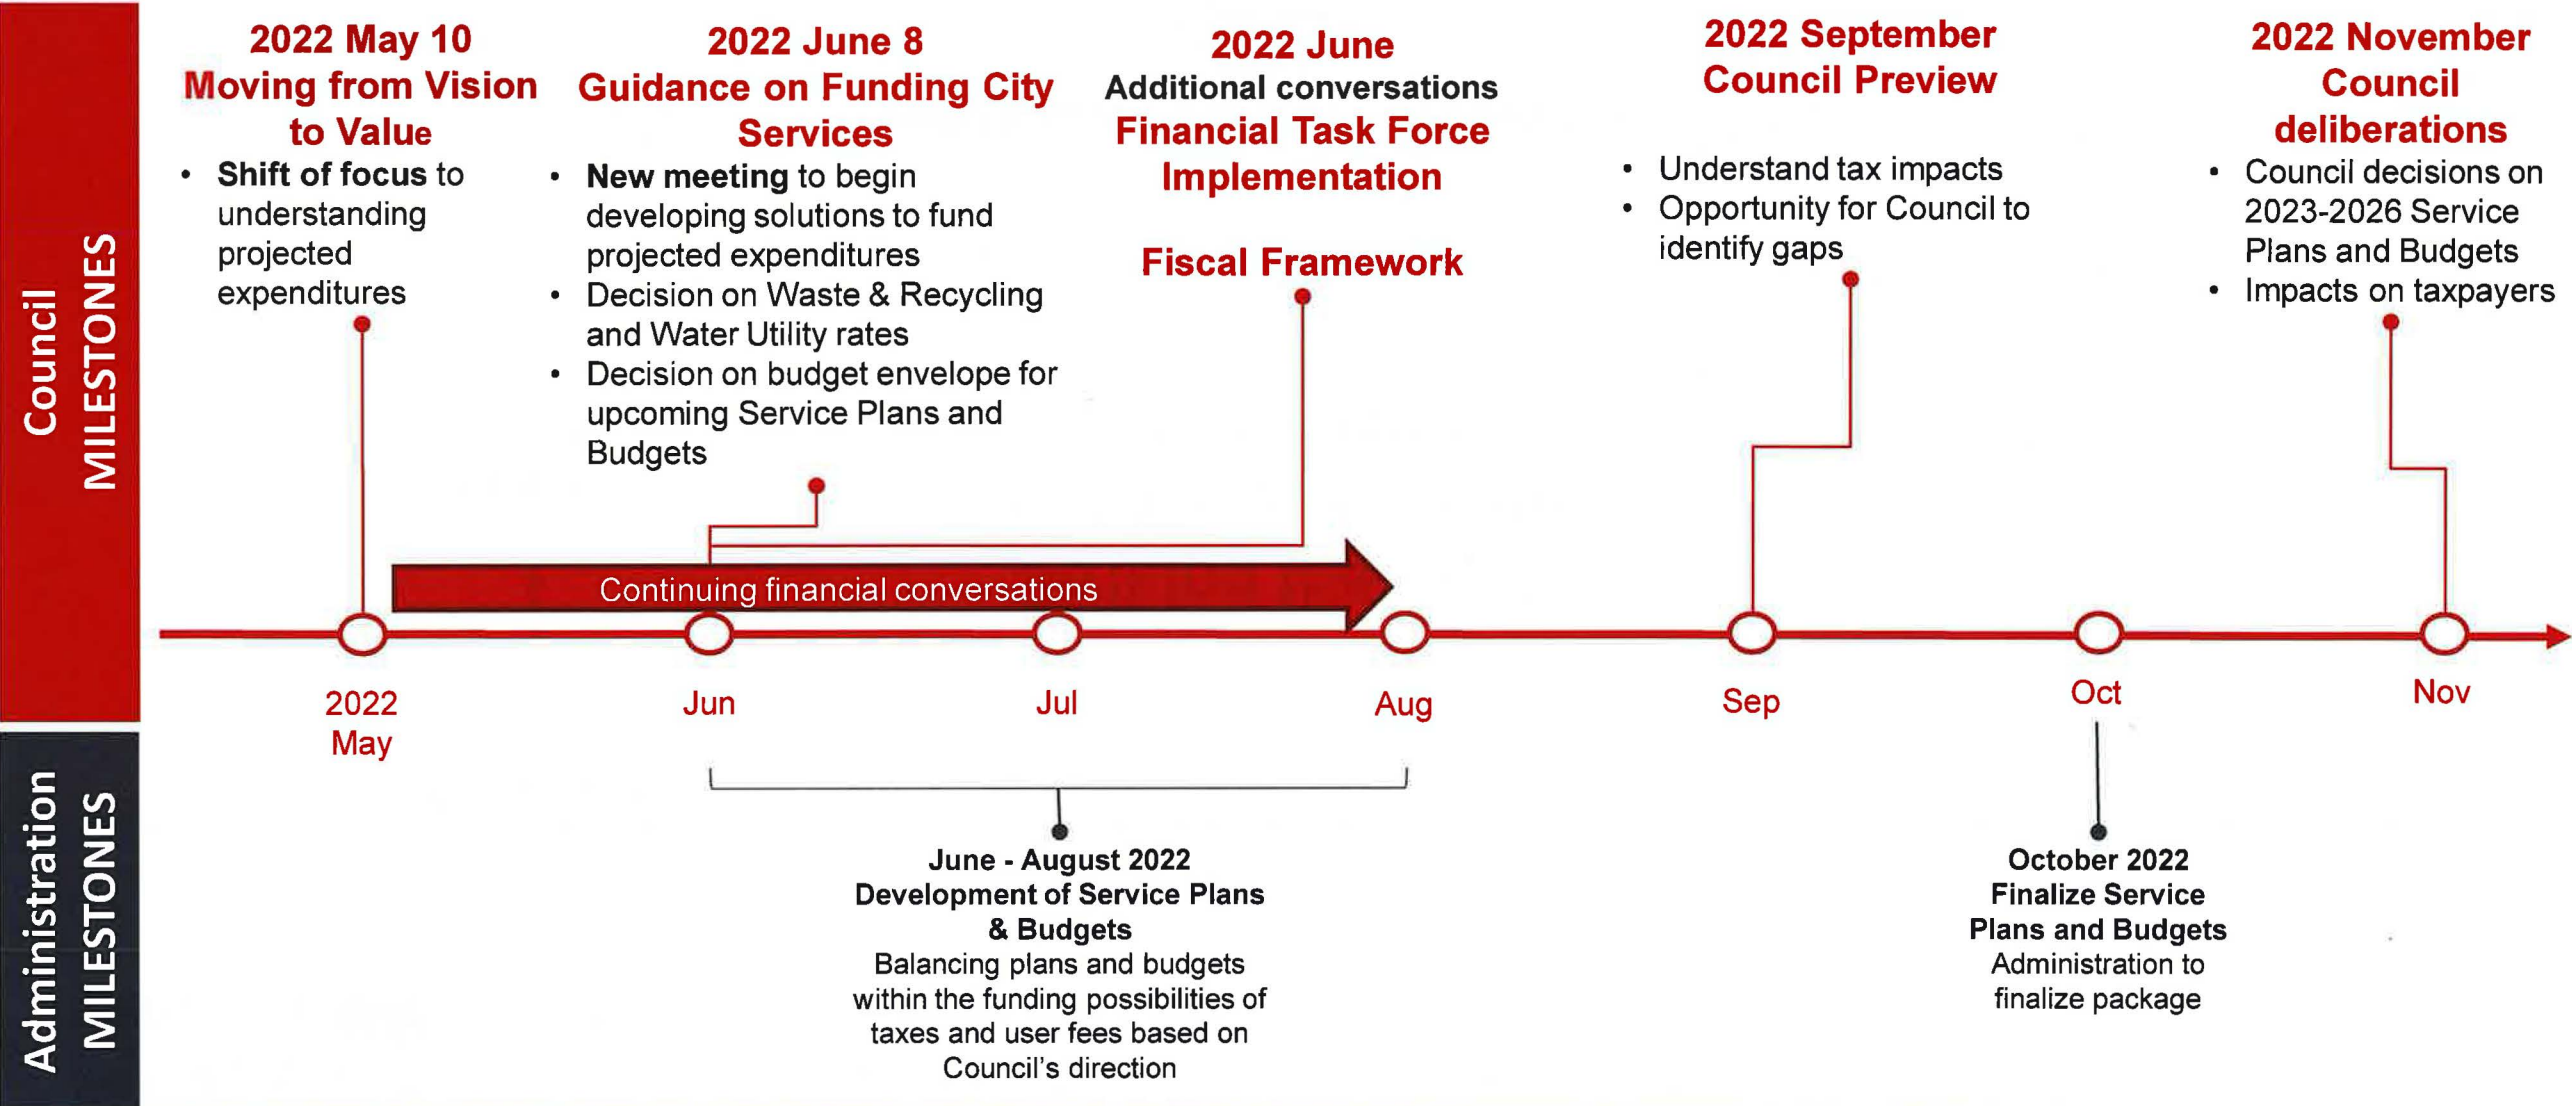 Council
MILESTONES
2022 May 10
Moving from Vision
to Value
• Shift of focus to
understanding
projected
expenditures
2022 June 8
Guidance on Funding City
Services
• New meeting to begin
developing solutions to fund
projected expenditures
• Decision on Waste & Recycling
and Water Utility rates
• Decision on budget envelope for
upcoming Service Plans and
Budgets
2022 June
Additional conversations
Financial Task Force
Implementation
Fiscal Framework
2022 September
Council Preview
• Understand tax impacts
• Opportunity for Council to
identify gaps
2022 November
Council
deliberations
• Council decisions on
2023-2026 Service
Plans and Budgets
• Impacts on taxpayers
Continuing financial conversations
2022
May
Jun
Jul
Aug
Sep
Oct
Nov
Administration
MILESTONES
June - August 2022
Development of Service Plans
& Budgets
Balancing plans and budgets
within the funding possibilities of
taxes and user fees based on
Council's direction
October 2022
Finalize Service
Plans and Budgets
Administration to
finalize package